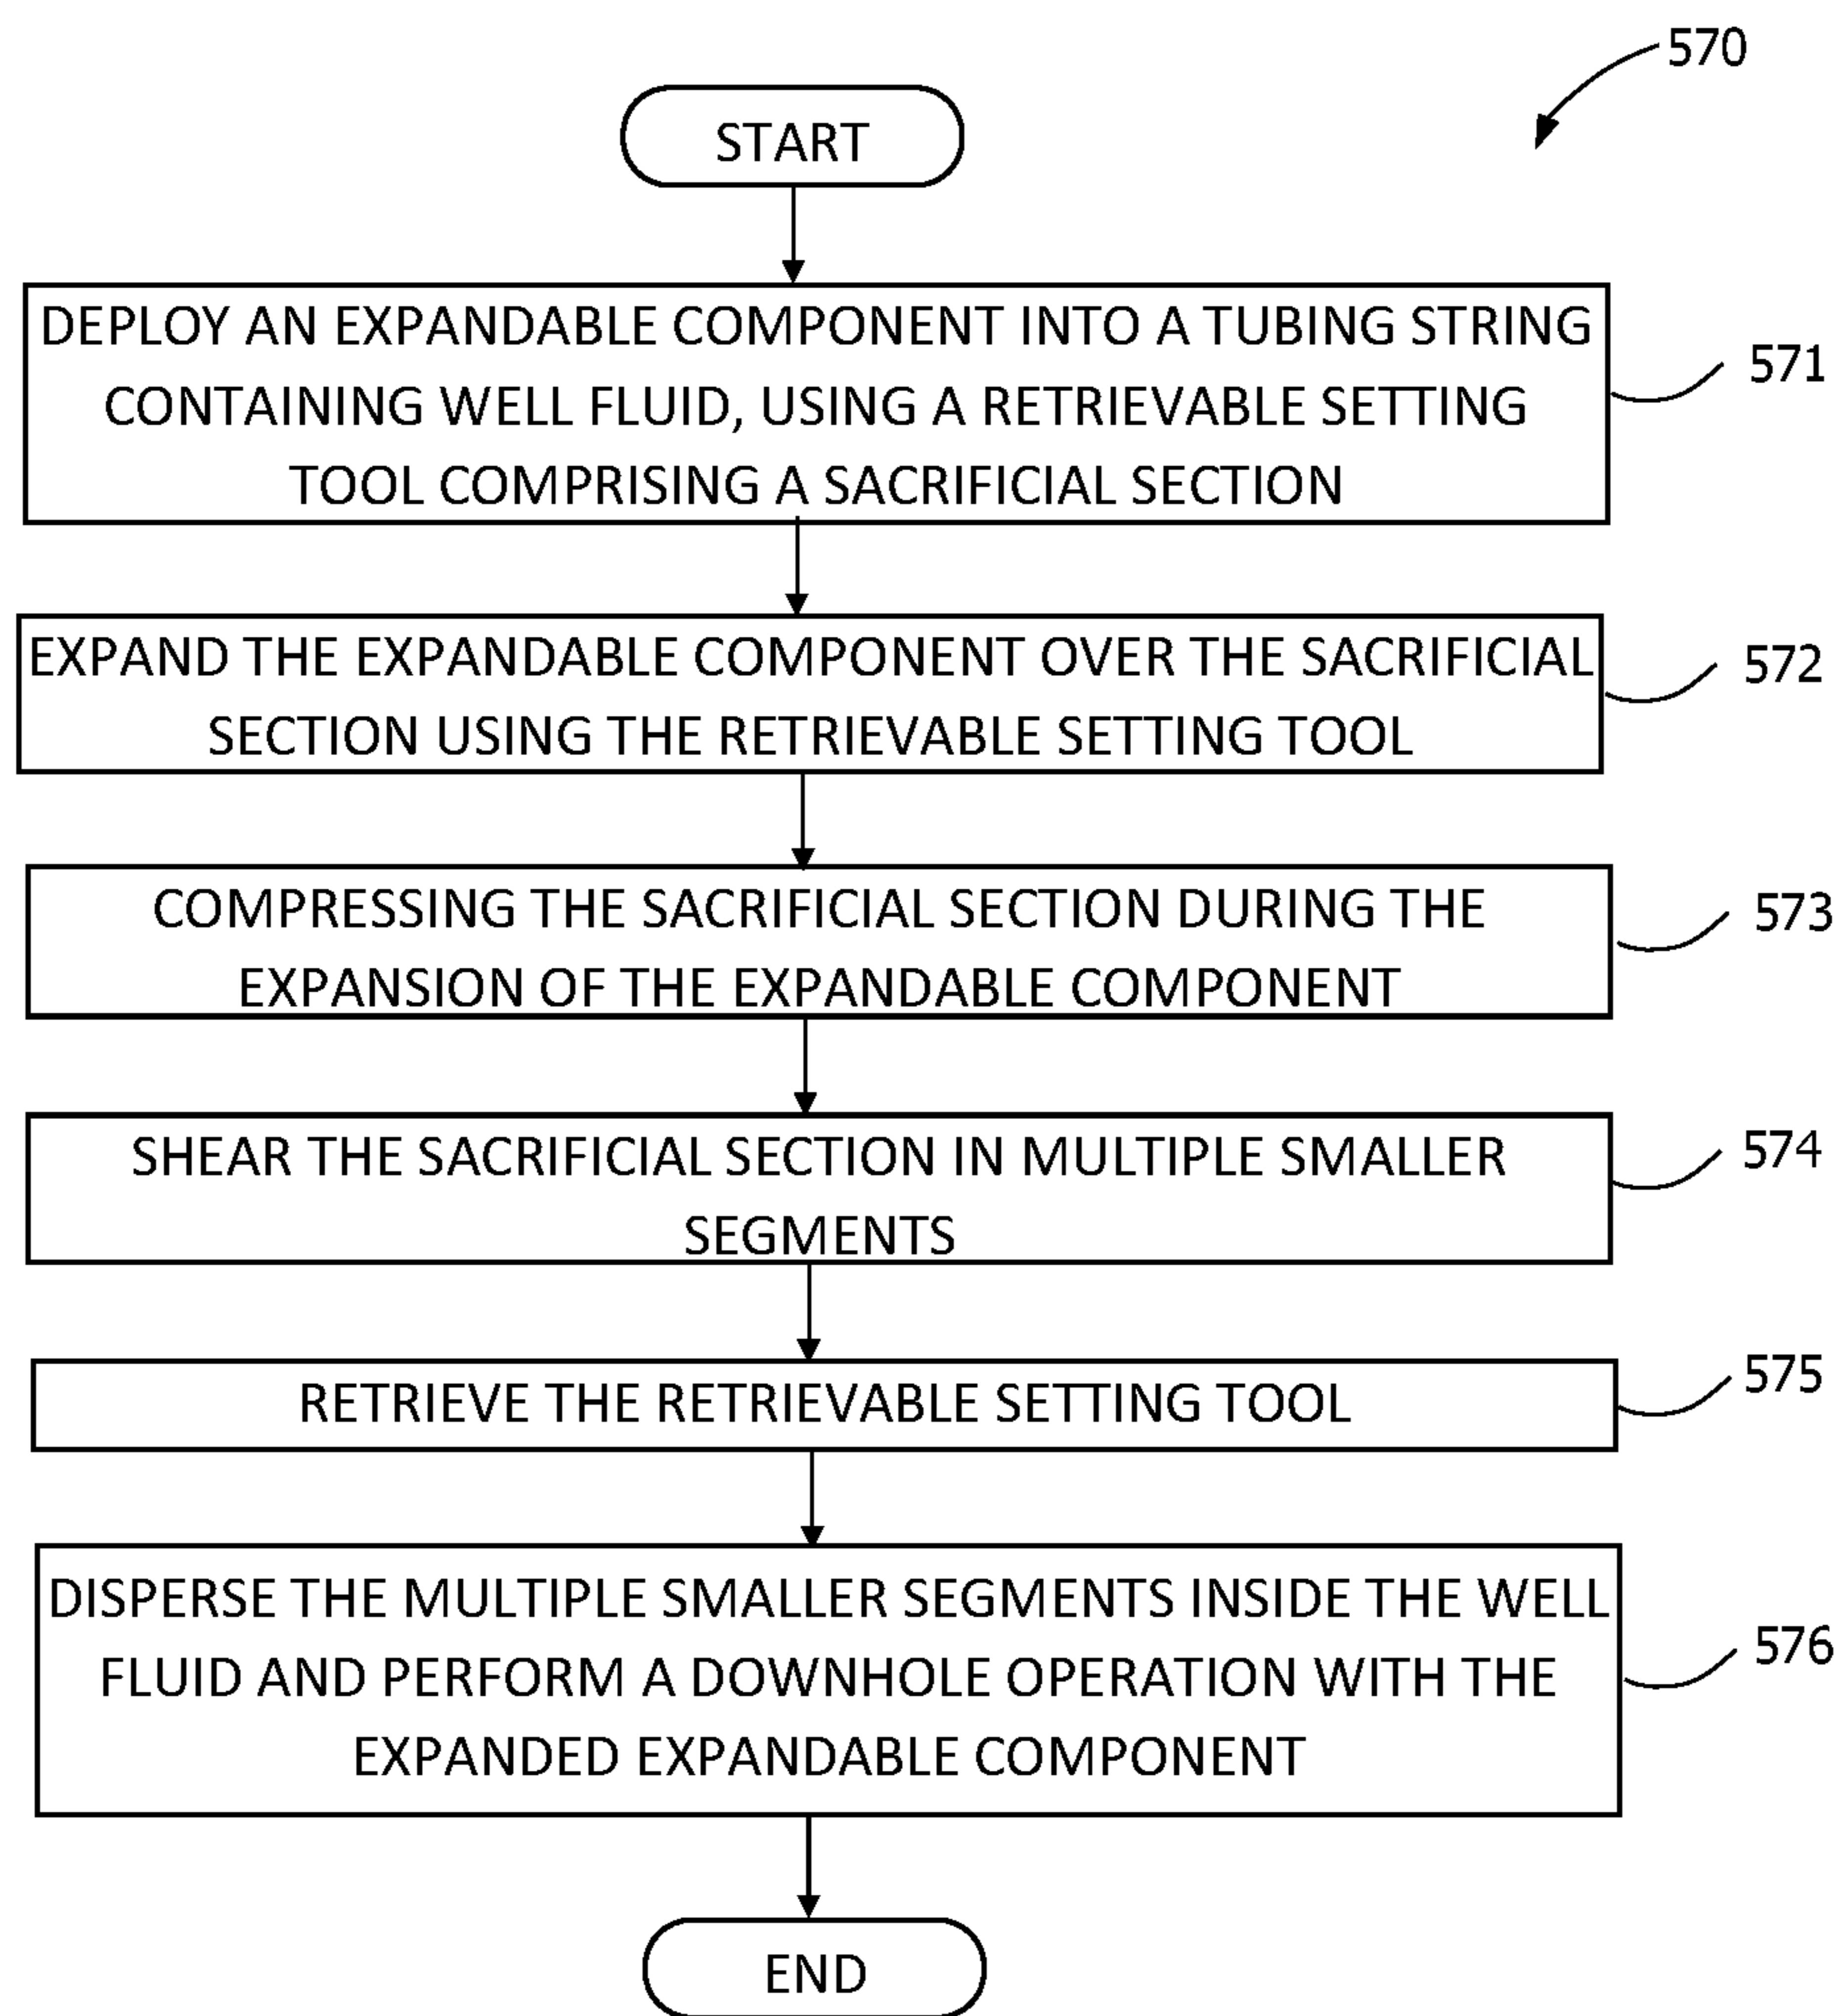 570
START
DEPLOY AN EXPANDABLE COMPONENT INTO A TUBING STRING
CONTAINING WELL FLUID, USING A RETRIEVABLE SETTING
TOOL COMPRISING A SACRIFICIAL SECTION
571
EXPAND THE EXPANDABLE COMPONENT OVER THE SACRIFICIAL
SECTION USING THE RETRIEVABLE SETTING TOOL
572
COMPRESSING THE SACRIFICIAL SECTION DURING THE
EXPANSION OF THE EXPANDABLE COMPONENT
573
SHEAR THE SACRIFICIAL SECTION IN MULTIPLE SMALLER
SEGMENTS
574
RETRIEVE THE RETRIEVABLE SETTING TOOL
575
DISPERSE THE MULTIPLE SMALLER SEGMENTS INSIDE THE WELL
FLUID AND PERFORM A DOWNHOLE OPERATION WITH THE
EXPANDED EXPANDABLE COMPONENT
576
END